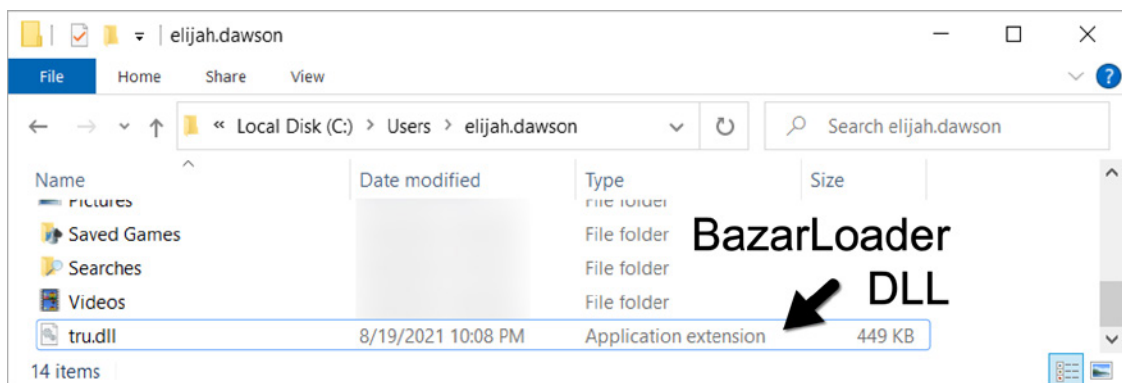 elijah.dawson
File Home Share View
« Local Disk (C:) > Users > elijah.dawson Search elijah.dawson
Name Date modified Type Size
Pictures File folder
Saved Games File folder
Searches File folder
Videos File folder
BazarLoader
DLL
tru.dll 8/19/2021 10:08 PM Application extension 449 KB
14 items